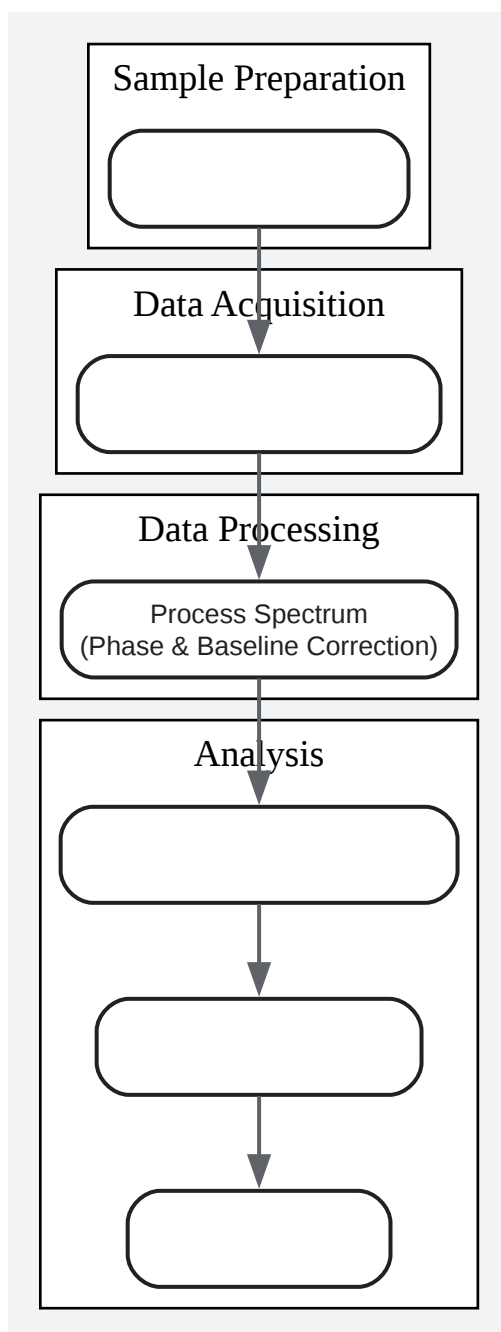 Sample Preparation
Data Acquisition
Data Processing
Process Spectrum
(Phase & Baseline Correction)
Analysis